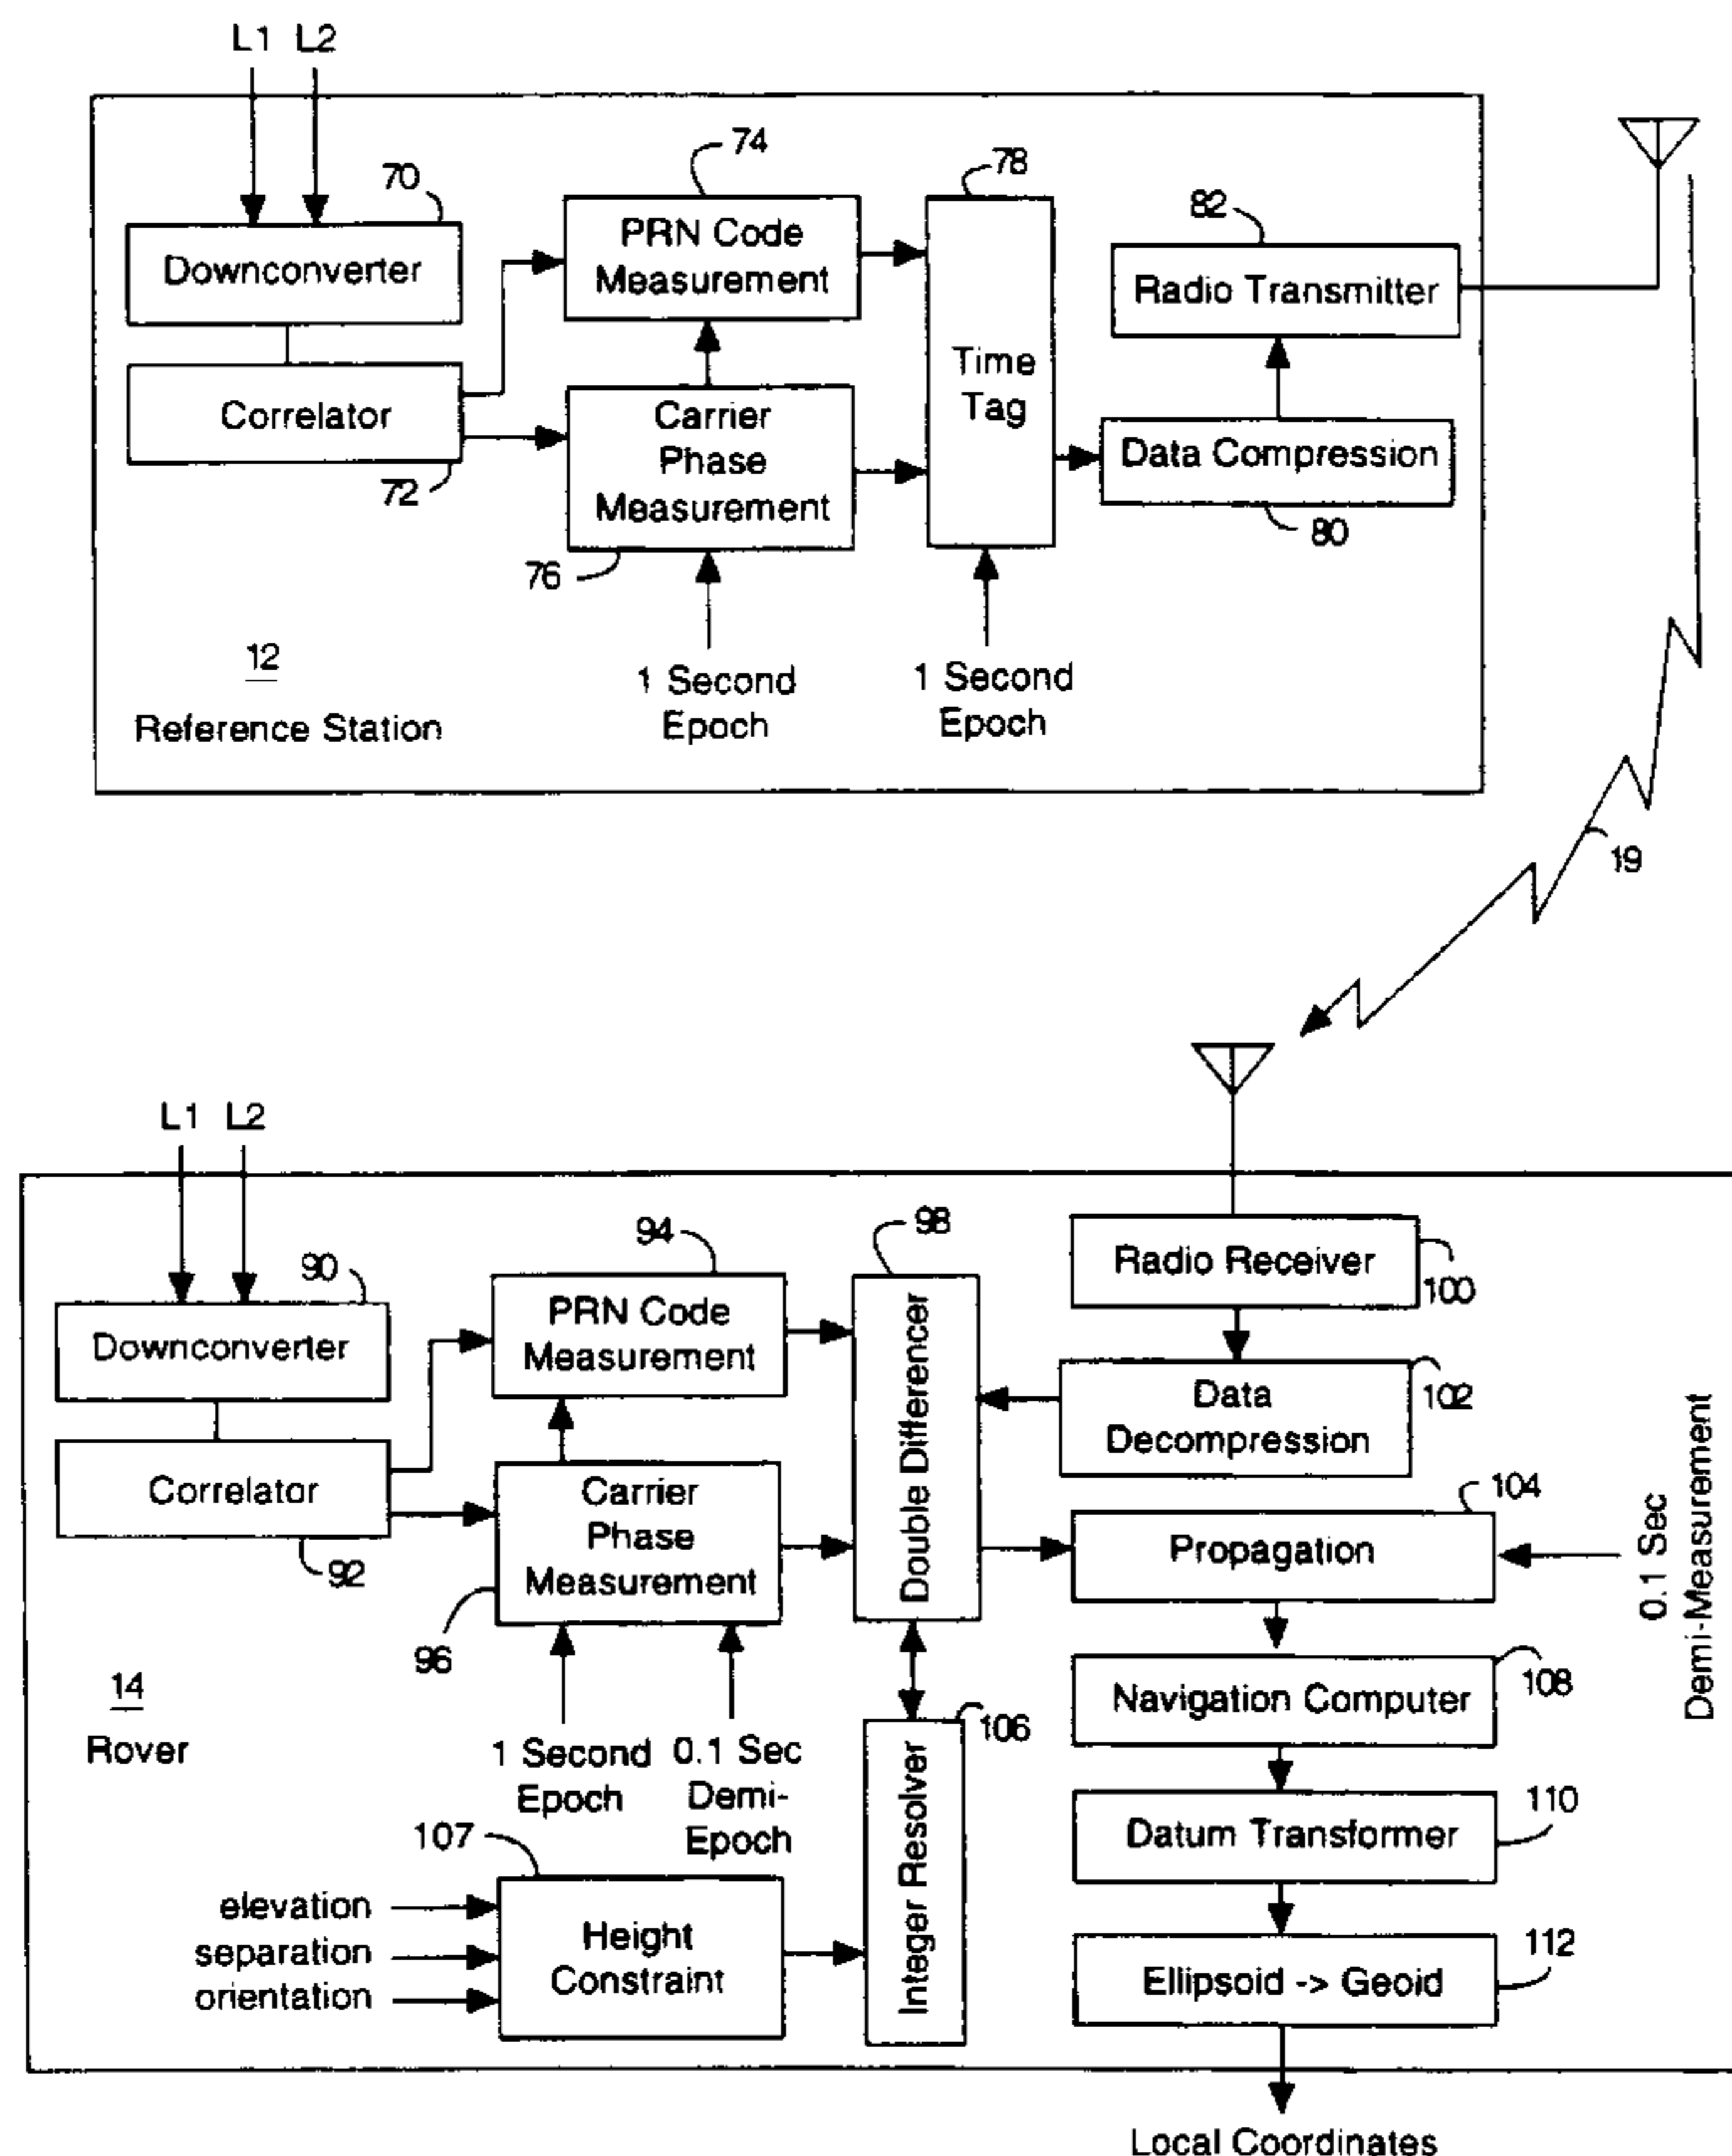 L1 L2
70
Downconverter
Correlator
72
74
PRN Code
Measurement
Carrier
Phase
Measurement
76
1 Second
Epoch
78
Time
Tag
1 Second
Epoch
82
Radio Transmitter
Data Compression
80
12
Reference Station
19
L1 L2
90
Downconverter
Correlator
92
94
PRN Code
Measurement
Carrier
Phase
Measurement
96
1 Second
Epoch
0.1 Sec
Demi-
Epoch
98
Double Differencer
Radio Receiver
100
Data
Decompression
102
104
Propagation
0.1 Sec
Demi-Measurement
Navigation Computer
108
Datum Transformer
110
Ellipsoid -> Geoid
112
Local Coordinates
106
Integer Resolver
107
elevation
separation
orientation
Height
Constraint
14
Rover